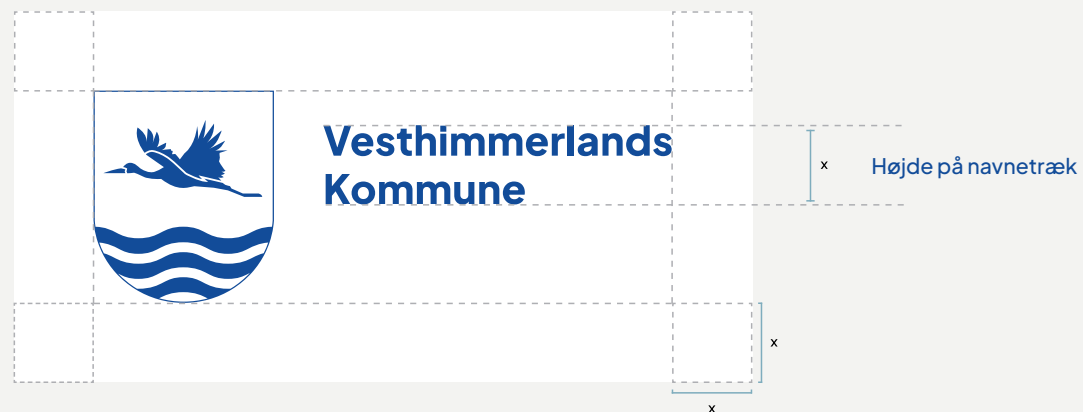 Vesthimmerlands
Kommune
x
Højde på navnetræk
x
x